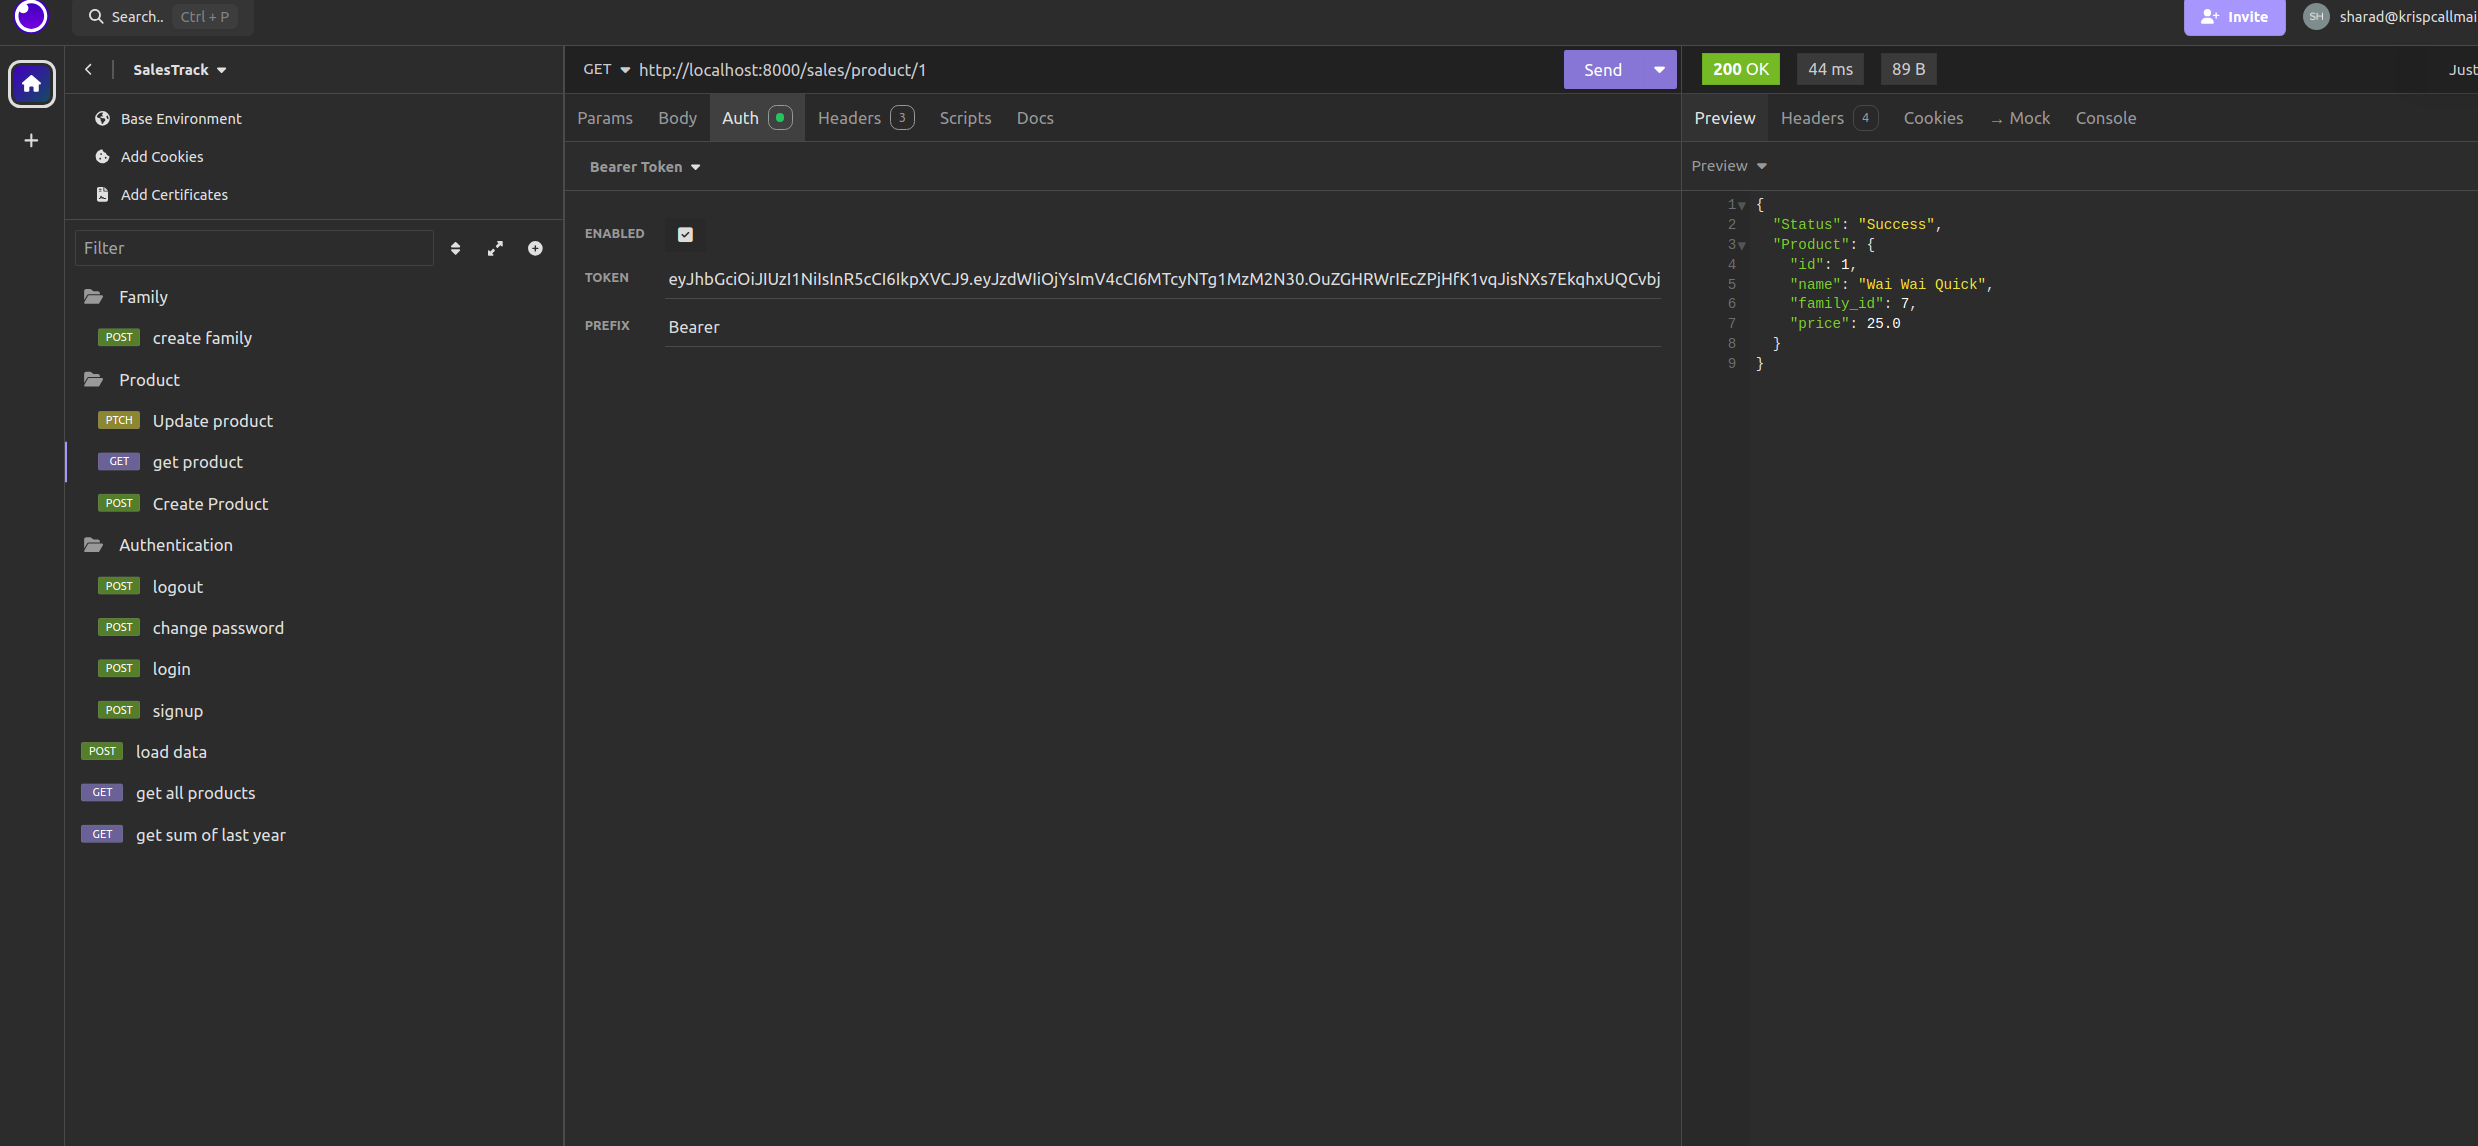 Search.. Ctrl + P
Invite
SH sharad@krispcallmai
SalesTrack
Base Environment
Add Cookies
Add Certificates
Filter
Family
POST create family
Product
PTCH Update product
GET get product
POST Create Product
Authentication
POST logout
POST change password
POST login
POST signup
POST load data
GET get all products
GET get sum of last year
GET http://localhost:8000/sales/product/1
Send
Params Body Auth Headers 3 Scripts Docs
Bearer Token
ENABLED
TOKEN eyJhbGciOiJIUzI1NiIsInR5cCI6IkpXVCJ9.eyJzdWIiOjYsImV4cCI6MTcyNTg1MzM2N30.OuZGHRWrIEcZPjHfK1vqJisNXs7EkqhxUQCvbj
PREFIX Bearer
200 OK 44 ms 89 B Just
Preview Headers 4 Cookies → Mock Console
Preview
1 {
2 "Status": "Success",
3 "Product": {
4 "id": 1,
5 "name": "Wai Wai Quick",
6 "family_id": 7,
7 "price": 25.0
8 }
9 }